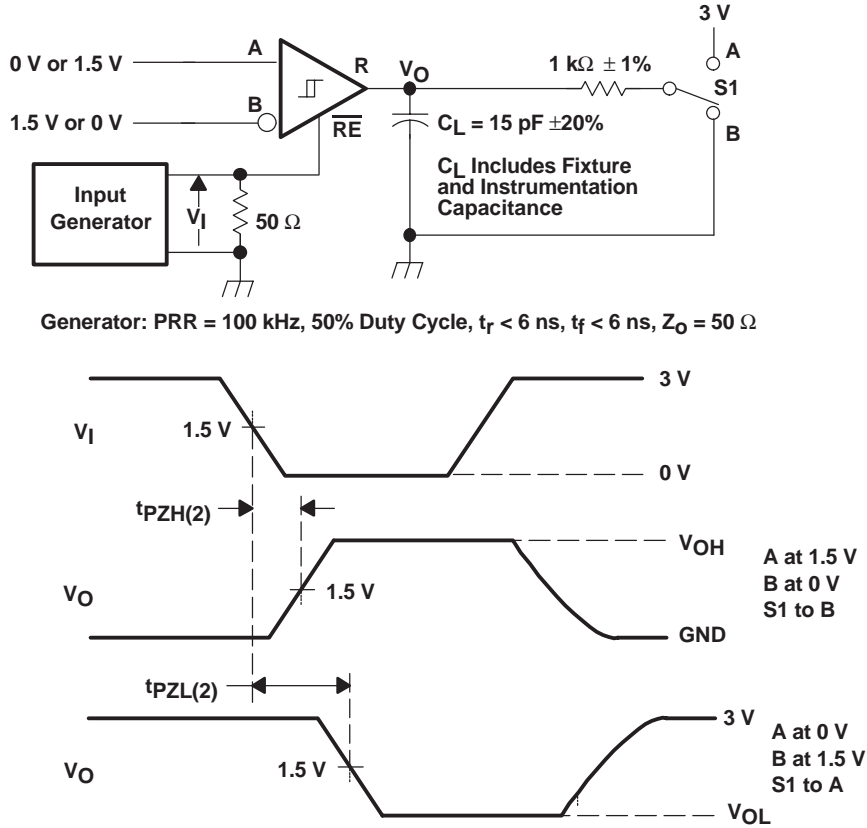 3 V
A
0 V or 1.5 V
A
R
VO
1 kΩ ± 1%
S1
B
1.5 V or 0 V
RE
CL = 15 pF ±20%
B
CL Includes Fixture
and Instrumentation
Capacitance
Input
Generator
VI
50 Ω
Generator: PRR = 100 kHz, 50% Duty Cycle, tr < 6 ns, tf < 6 ns, Zo = 50 Ω
3 V
VI
1.5 V
0 V
tPZH(2)
VOH
A at 1.5 V
B at 0 V
S1 to B
VO
1.5 V
GND
tPZL(2)
3 V
A at 0 V
B at 1.5 V
S1 to A
VO
1.5 V
VOL